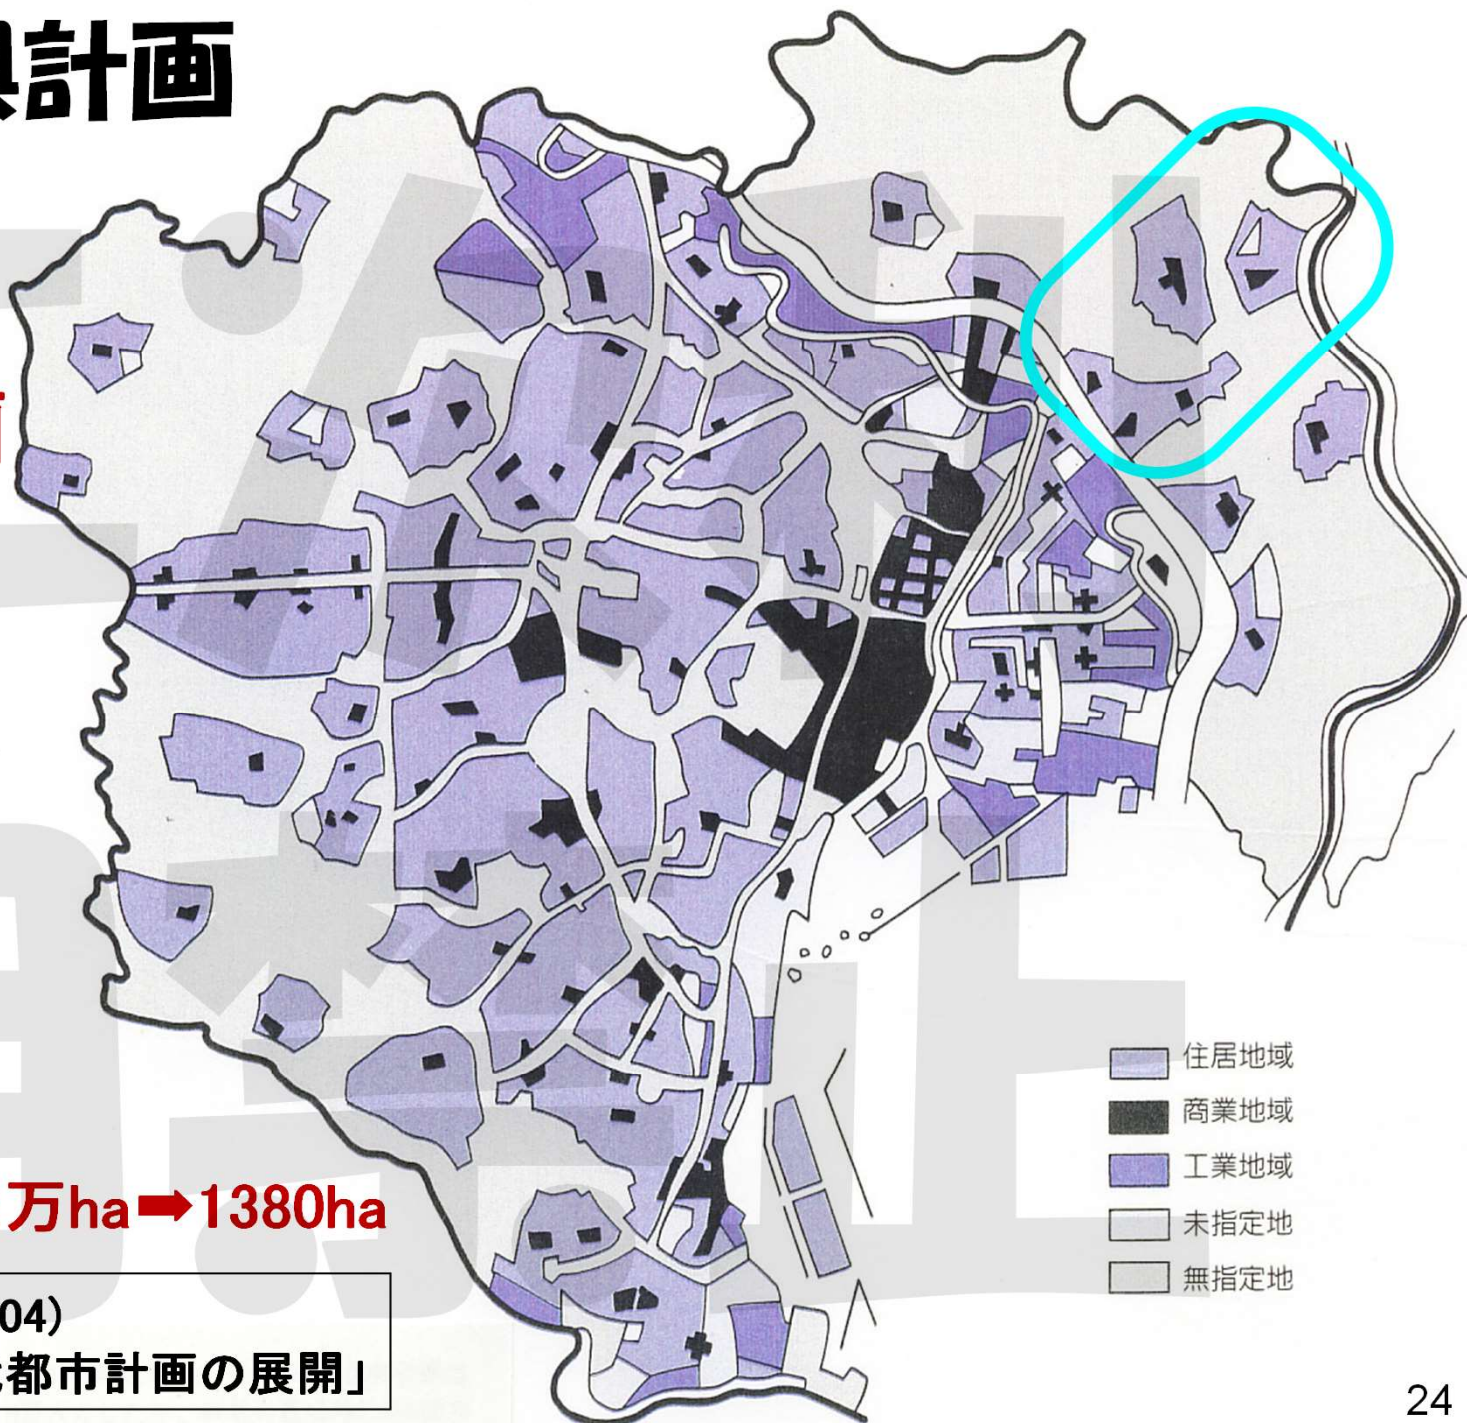 計画
万ha➡1380ha
04)
都市計画の展開」
住居地域
商業地域
工業地域
未指定地
無指定地
24